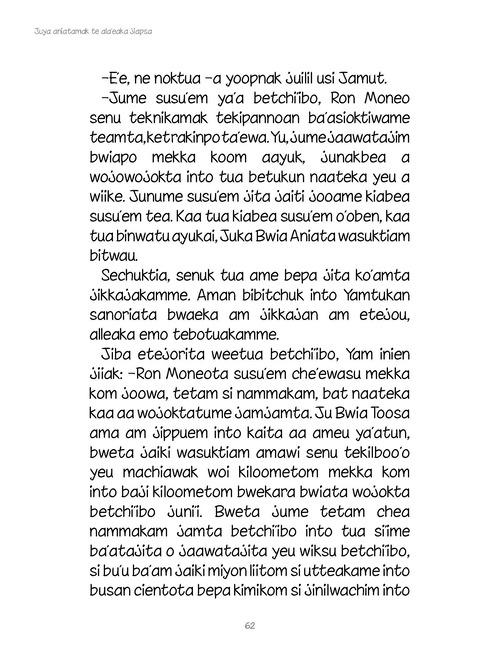 Juya aniatamak te ala'eaka jiapsa
–E'e, ne noktua –a yoopnak juilil usi Jamut.
–Jume susu'em ya'a betchi'ibo, Ron Moneo
senu teknikamak tekipannoan ba'asioktiwame
teamta,ketrakinpota'ewa. Yu, jume jaawatajim
bwiapo mekka koom aayuk, junakbea a
wojowojokta into tua betukun naateka yeu a
wiike. Junume susu'em jita jaiti jooame kiabea
susu'em tea. Kaa tua kiabea susu'em o'oben, kaa
tua binwatu ayukai, Juka Bwia Aniata wasuktiam
bitwau.
Sechuktia, senuk tua ame bepa jita ko'amta
jikkajakamme. Aman bibitchuk into Yamtukan
sanoriata bwaeka am jikkajan am etejou,
alleaka emo tebotuakamme.
Jiba etejorita weetua betchi'ibo, Yam inien
jiiak: –Ron Moneota susu'em che'ewasu mekka
kom joowa, tetam si nammakam, bat naateka
kaa aa wojoktatume jamjamta. Ju Bwia Toosa
ama am jippuem into kaita aa ameu ya'atun,
bweta jaiki wasuktiam amawi senu tekilboo'o
yeu machiawak woi kiloometom mekka kom
into baji kiloometom bwekara bwiata wojokta
betchi'ibo juni'i. Bweta jume tetam chea
nammakam jamta betchi'ibo into tua si'ime
ba'atajita o jaawatajita yeu wiksu betchi'ibo,
si bu'u ba'am jaiki miyon liitom si utteakame into
busan cientota bepa kimikom si jinilwachim into
62